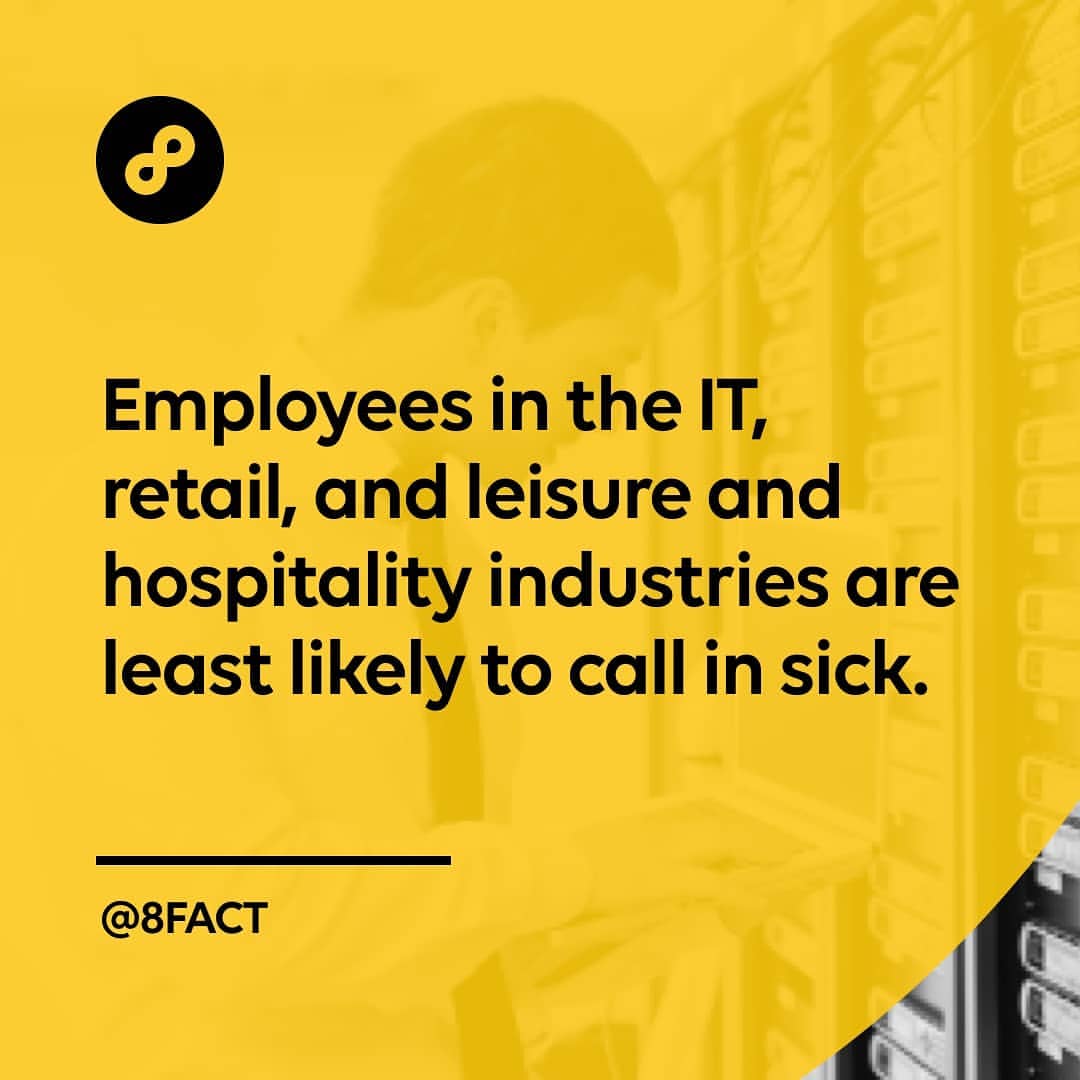 Employees in the IT,
retail, and leisure and
hospitality industries are
least likely to call in sick.
@8FACT